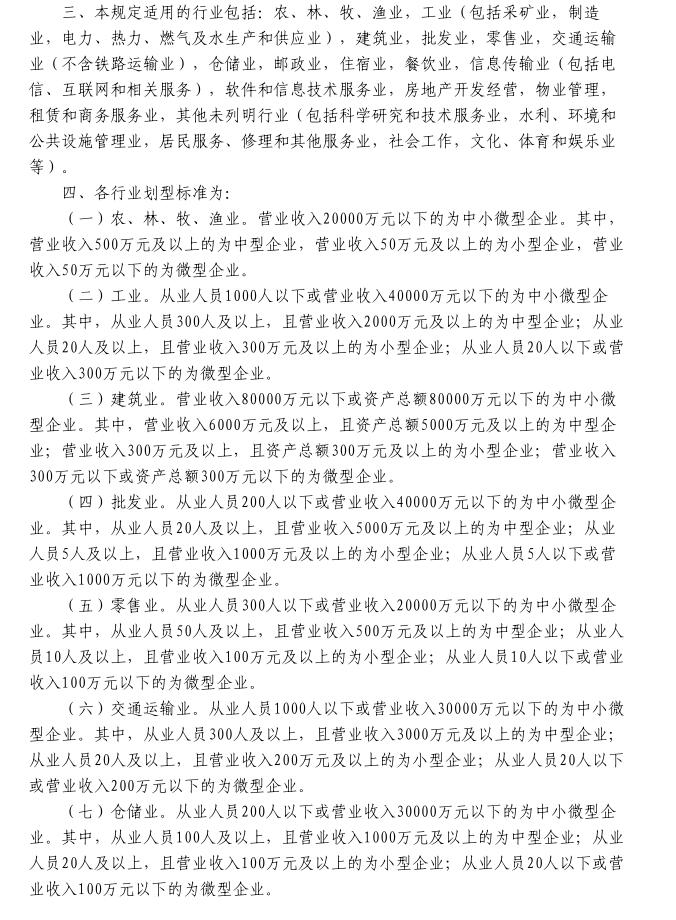 三、本规定适用的行业包括：农、林、牧、渔业，工业（包括采矿业，制造
业，电力、热力、燃气及水生产和供应业），建筑业，批发业，零售业，交通运输
业（不含铁路运输业），仓储业，邮政业，住宿业，餐饮业，信息传输业（包括电
信、互联网和相关服务），软件和信息技术服务业，房地产开发经营，物业管理，
租赁和商务服务业，其他未列明行业（包括科学研究和技术服务业，水利、环境和
公共设施管理业，居民服务、修理和其他服务业，社会工作，文化、体育和娱乐业
等）。
四、各行业划型标准为：
（一）农、林、牧、渔业。营业收入20000万元以下的为中小微型企业。其中，
营业收入500万元及以上的为中型企业，营业收入50万元及以上的为小型企业，营业
收入50万元以下的为微型企业。
（二）工业。从业人员1000人以下或营业收入40000万元以下的为中小微型企
业。其中，从业人员300人及以上，且营业收入2000万元及以上的为中型企业；从业
人员20人及以上，且营业收入300万元及以上的为小型企业；从业人员20人以下或营
业收入300万元以下的为微型企业。
（三）建筑业。营业收入80000万元以下或资产总额80000万元以下的为中小微
型企业。其中，营业收入6000万元及以上，且资产总额5000万元及以上的为中型企
业；营业收入300万元及以上，且资产总额300万元及以上的为小型企业；营业收入
300万元以下或资产总额300万元以下的为微型企业。
（四）批发业。从业人员200人以下或营业收入40000万元以下的为中小微型企
业。其中，从业人员20人及以上，且营业收入5000万元及以上的为中型企业；从业
人员5人及以上，且营业收入1000万元及以上的为小型企业；从业人员5人以下或营
业收入1000万元以下的为微型企业。
（五）零售业。从业人员300人以下或营业收入20000万元以下的为中小微型企
业。其中，从业人员50人及以上，且营业收入500万元及以上的为中型企业；从业人
员10人及以上，且营业收入100万元及以上的为小型企业；从业人员10人以下或营业
收入100万元以下的为微型企业。
（六）交通运输业。从业人员1000人以下或营业收入30000万元以下的为中小微
型企业。其中，从业人员300人及以上，且营业收入3000万元及以上的为中型企业；
从业人员20人及以上，且营业收入200万元及以上的为小型企业；从业人员20人以下
或营业收入200万元以下的为微型企业。
（七）仓储业。从业人员200人以下或营业收入30000万元以下的为中小微型企
业。其中，从业人员100人及以上，且营业收入1000万元及以上的为中型企业；从业
人员20人及以上，且营业收入100万元及以上的为小型企业；从业人员20人以下或营
业收入100万元以下的为微型企业。